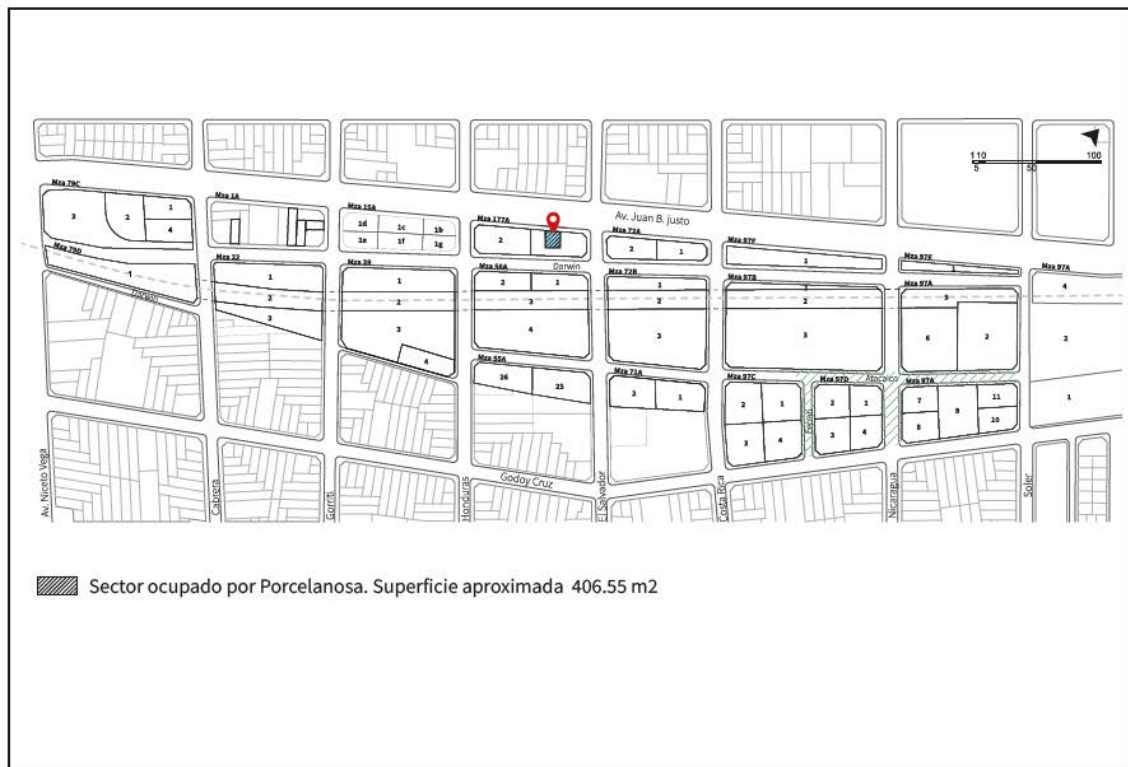 1 10 100
5 50
Mza 79C
3 2 1
4
Mza 1A
Mza 15A
1d 1c 1b
1e 1f 1g
Mza 177A
2
Av. Juan B. justo
Mza 72A
2 1
Mza 97F
1
Mza 97E
1
Mza 97A
4
2
1
Darwin
Mza 79D
1
Darwin
Mza 22
1
2
3
Mza 39
1
2
3
4
Mza 56A
2 1
3
4
Mza 72B
1
2
3
Mza 97B
1
2
3
Mza 97A
5
6 2
Mza 55A
26 25
Mza 71A
2 1
Mza 97C
2 1
3 4
Mza 97D
2 1
3 4
Atacalco
Mza 97A
7 9 11
8 10
Av. Niceto Vega
Cabrera
Gorriti
Honduras
Godoy Cruz
El Salvador
Costa Rica
Nicaragua
Soler
Sector ocupado por Porcelanosa. Superficie aproximada 406.55 m2